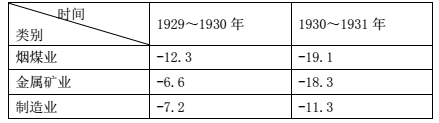 时间
类别
1929～1930 年 1930～1931 年
烟煤业 -12.3 -19.1
金属矿业 -6.6 -18.3
制造业 -7.2 -11.3